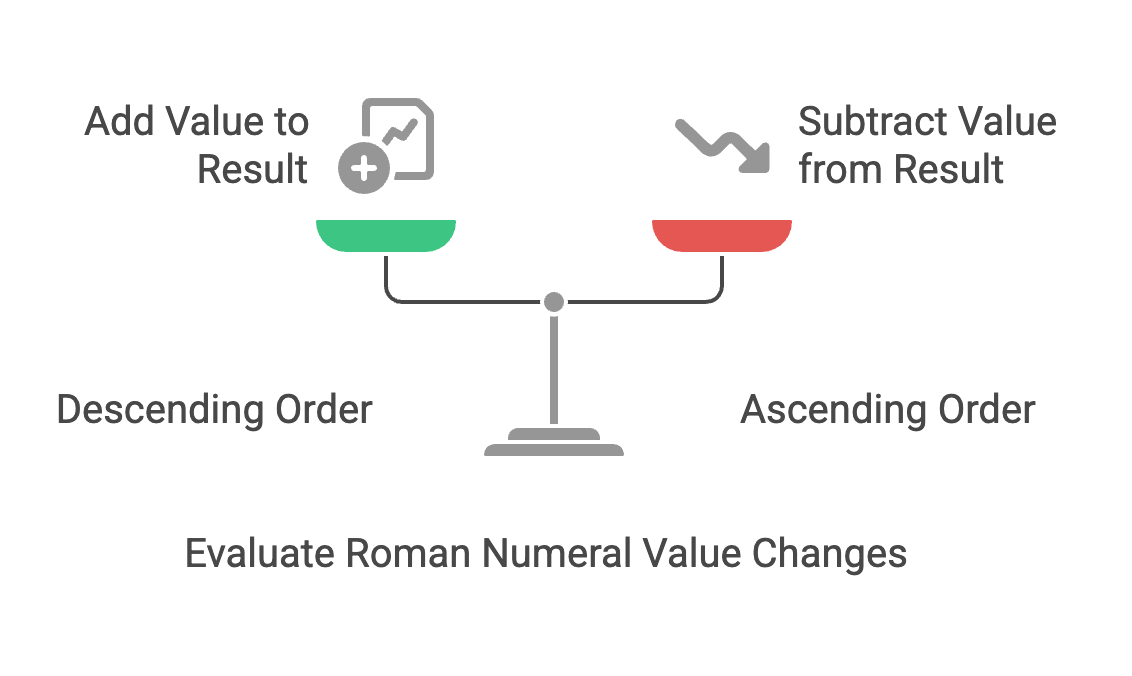 Add Value to
Result
Subtract Value
from Result
Descending Order
Ascending Order
Evaluate Roman Numeral Value Changes